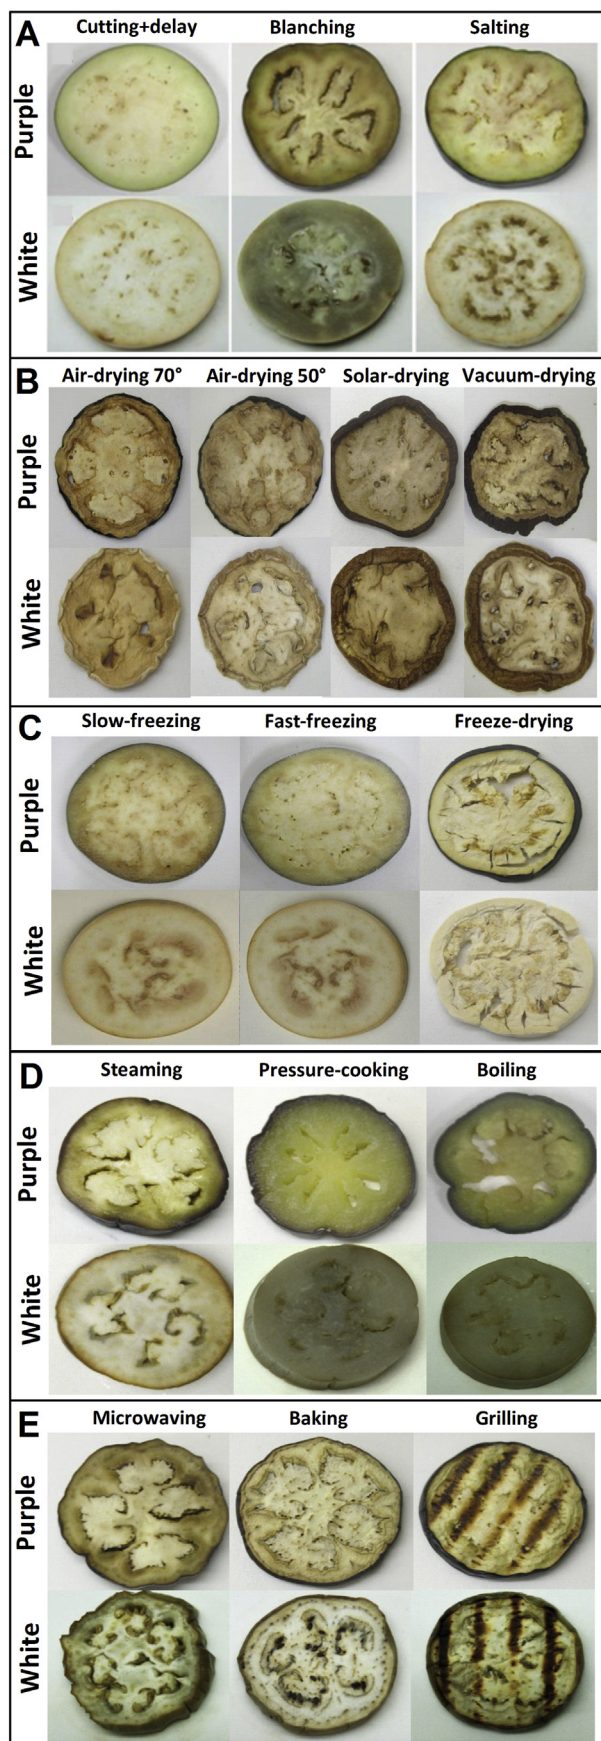 A
Cutting+delay
Blanching
Salting
Purple
White
B
Air-drying 70°
Air-drying 50°
Solar-drying
Vacuum-drying
Purple
White
C
Slow-freezing
Fast-freezing
Freeze-drying
Purple
White
D
Steaming
Pressure-cooking
Boiling
Purple
White
E
Microwaving
Baking
Grilling
Purple
White